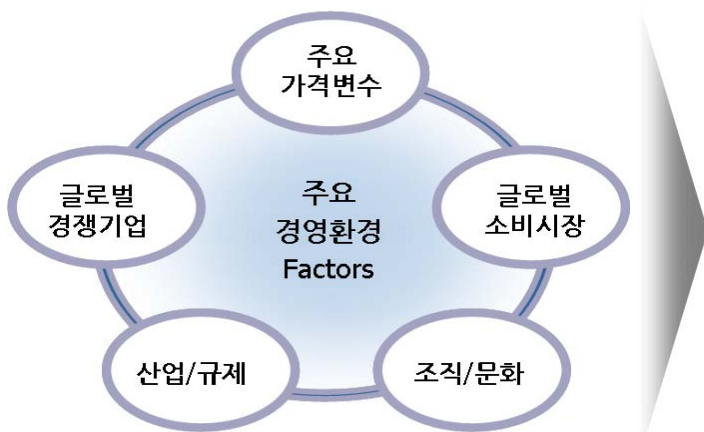 주요
가격변수
글로벌
경쟁기업
주요
경영환경
Factors
글로벌
소비시장
산업/규제
조직/문화